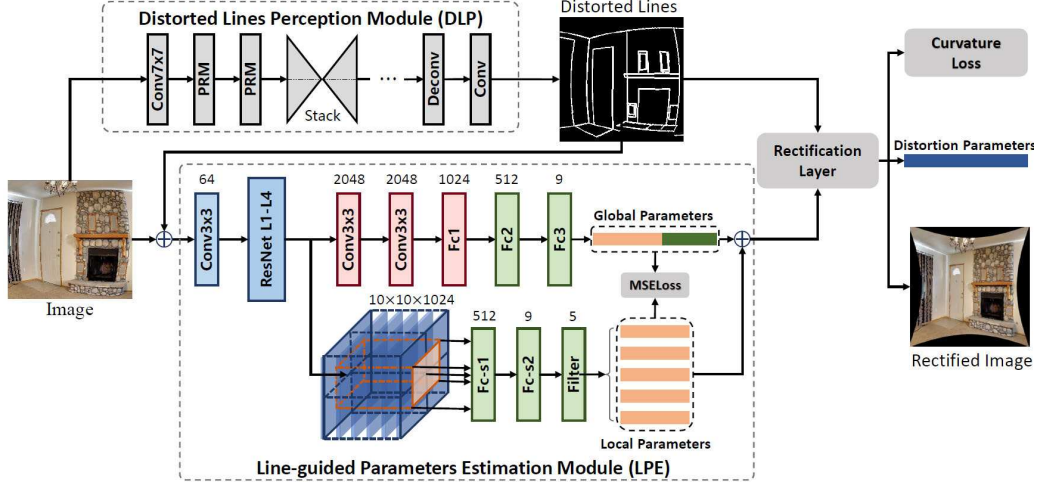 Distorted Lines Perception Module (DLP)
Distorted Lines
Conv7x7
PRM
PRM
Stack
...
Deconv
Conv
Curvature
Loss
Rectification
Layer
Distortion Parameters
Image
64
2048
2048
1024
512
9
Conv3x3
ResNet L1-L4
Conv3x3
Conv3x3
Fc1
Fc2
Fc3
Global Parameters
MSELoss
10×10×1024
512
9
5
Fc-s1
Fc-s2
Filter
Local Parameters
Rectified Image
Line-guided Parameters Estimation Module (LPE)